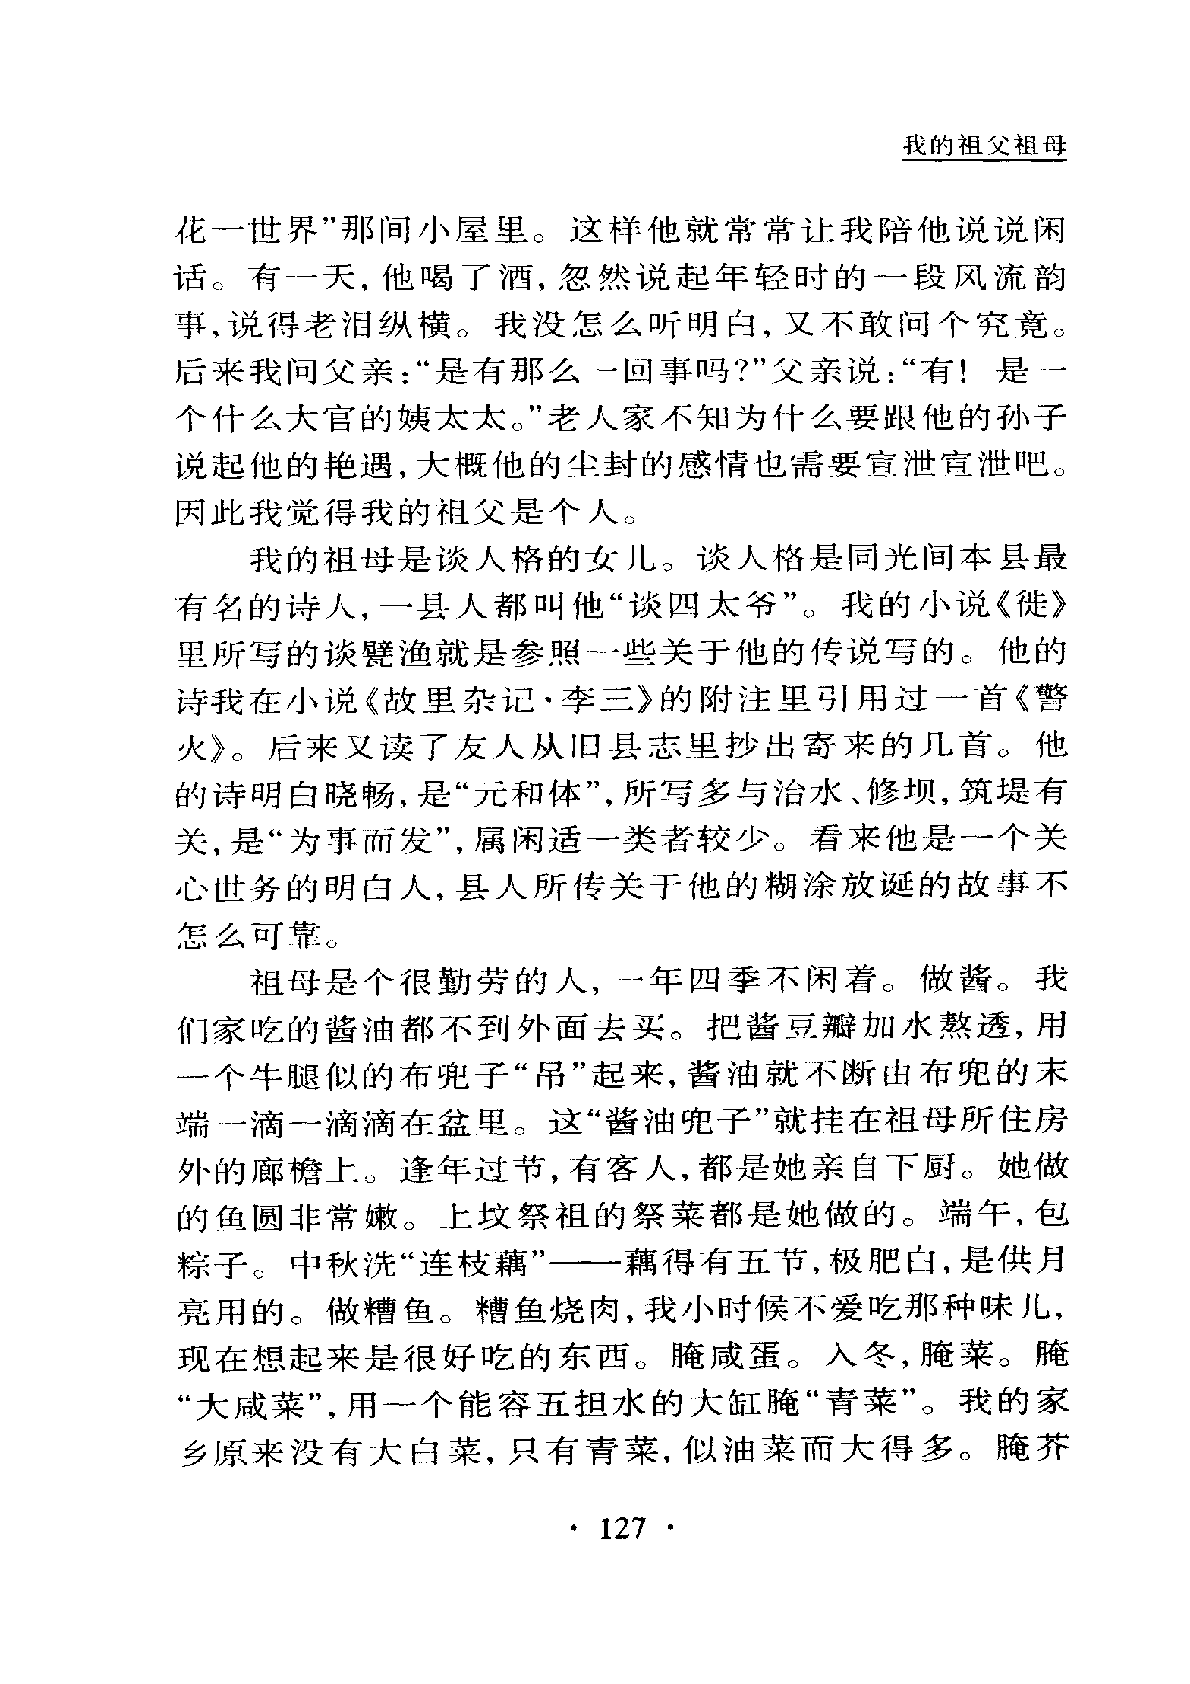 我的祖父祖母
花一世界”那间小屋里。这样他就常常让我陪他说说闲
话。有一天,他喝了酒,忽然说起年轻时的一段风流韵
事,说得老泪纵横。我没怎么听明白,又不敢问个究竟。
后来我问父亲:“是有那么一回事吗?”父亲说:“有！是一
个什么大官的姨太太。”老人家不知为什么要跟他的孙子
说起他的艳遇,大概他的尘封的感情也需要宣泄宣泄吧。
因此我觉得我的祖父是个人。
我的祖母是谈人格的女儿。谈人格是同光间本县最
有名的诗人,一县人都叫他“谈四太爷”。我的小说《徙》
里所写的谈甓渔就是参照一些关于他的传说写的。他的
诗我在小说《故里杂记·李三》的附注里引用过一首《警
火》。后来又读了友人从旧县志里抄出寄来的几首。他
的诗明白晓畅,是“元和体”,所写多与治水、修坝,筑堤有
关,是“为事而发”,属闲适一类者较少。看来他是一个关
心世务的明白人,县人所传关于他的糊涂放诞的故事不
怎么可靠。
祖母是个很勤劳的人,一年四季不闲着。做酱。我
们家吃的酱油都不到外面去买。把酱豆瓣加水熬透,用
一个牛腿似的布兜子“吊”起来,酱油就不断由布兜的末
端一滴一滴滴在盆里。这“酱油兜子”就挂在祖母所住房
外的廊檐上。逢年过节,有客人,都是她亲自下厨。她做
的鱼圆非常嫩。上坟祭祖的祭菜都是她做的。端午,包
粽子。中秋洗“连枝藕”——藕得有五节,极肥白,是供月
亮用的。做糟鱼。糟鱼烧肉,我小时候不爱吃那种味儿,
现在想起来是很好吃的东西。腌咸蛋。入冬,腌菜。腌
“大咸菜”,用一个能容五担水的大缸腌“青菜”。我的家
乡原来没有大白菜,只有青菜,似油菜而大得多。腌芥
· 127 ·